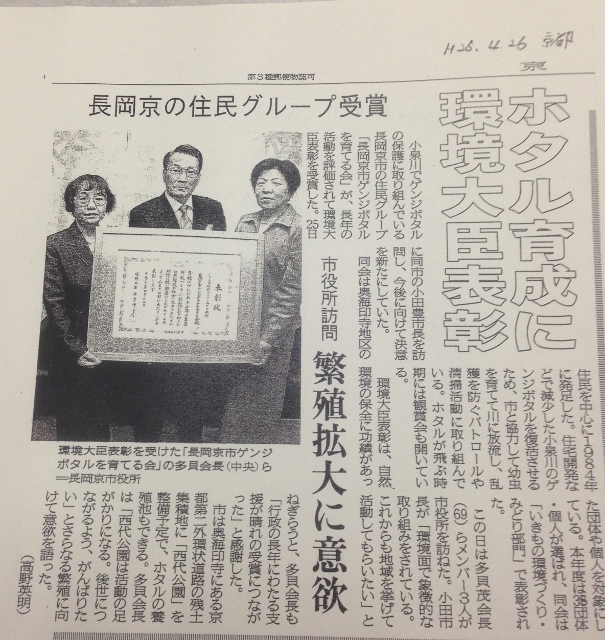 H26.4.26 京都
京
第3種郵便物認可
ホタル育成に
環境大臣表彰
長岡京の住民グループ受賞
小泉川でゲンジボタル
の保護に取り組んでいる
長岡京市の住民グループ
「長岡京市ゲンジボタル
を育てる会」が、長年の
活動を評価されて環境大
臣表彰を受賞した。25日
に同市の小田豊市長を訪
問し、今後に向けて決意
を新たにしていた。
同会は奥海印寺地区の
市役所訪問
繁殖拡大に意欲
住民を中心に1984年
に発足した。住宅開発な
どで減少した小泉川のゲ
ンジボタルを復活させる
ため、市と協力して幼虫
を育てて川に放流し、乱
獲を防ぐパトロールや
清掃活動に取り組んで
いる。ホタルが飛ぶ時
期には観賞会も開いてい
る。
環境大臣表彰は、自然
環境の保全に功績があっ
た団体や個人を対象にし
ている。本年度は38団体
・個人が選ばれ、同会は
「いきもの環境づくり・
みどり部門」で表彰され
た。
この日は多貝茂会長
(69)らメンバー3人が
市役所を訪ねた。小田市
長が「環境面で象徴的な
取り組みをされている。
これからも地域を挙げて
活動してもらいたい」と
ねぎらうと、多貝会長も
「行政の長年にわたる支
援が晴れの受賞につなが
った」と感謝した。
市は奥海印寺にある京
都第二外環状道路の残土
集積地に「西代公園」を
整備予定で、ホタルの養
殖池もできる。多貝会長
は「西代公園は活動の足
がかりになる。後世につ
ながるよう、がんばりた
い」とさらなる繁殖に向
けて意欲を語った。
(高野英明)
表彰状
環境大臣表彰を受けた「長岡京市ゲンジ
ボタルを育てる会」の多貝会長(中央)ら
＝長岡京市役所